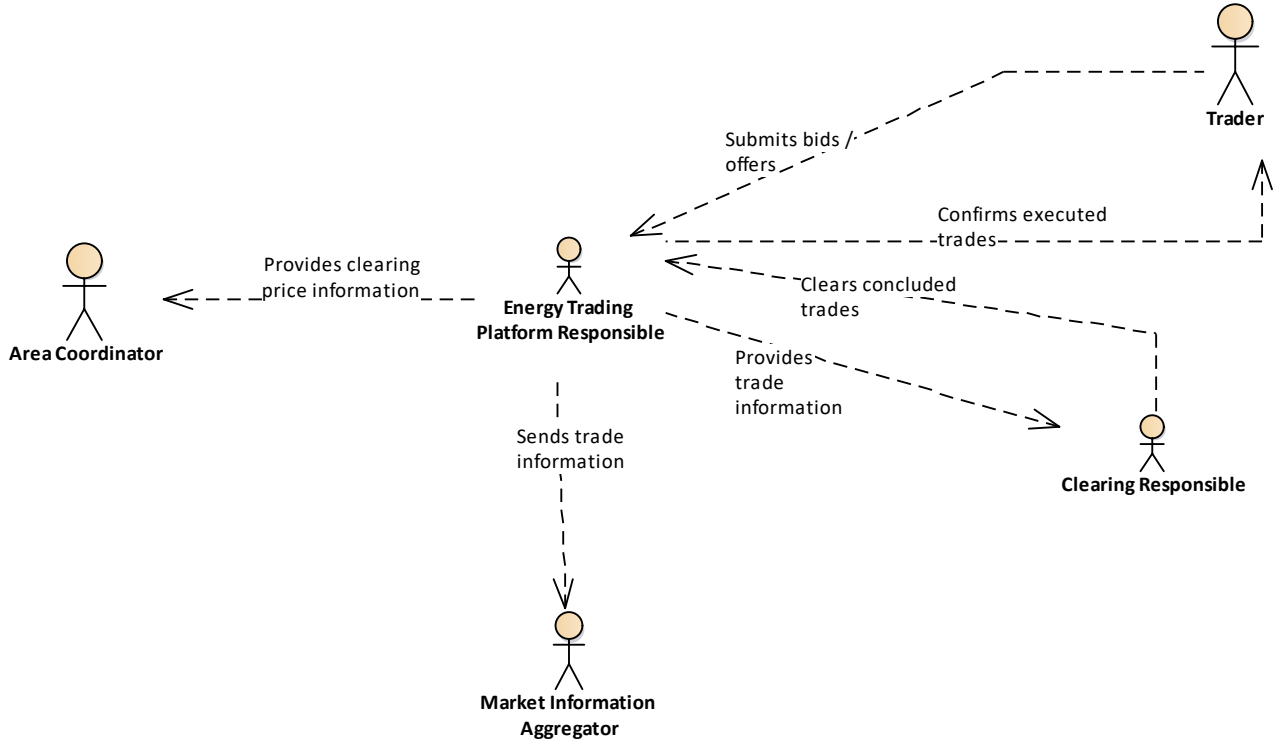 Trader
Submits bids /
offers
Confirms executed
trades
Provides clearing
price information
Area Coordinator
Energy Trading
Platform Responsible
Clears concluded
trades
Provides
trade
information
Sends trade
information
Clearing Responsible
Market Information
Aggregator